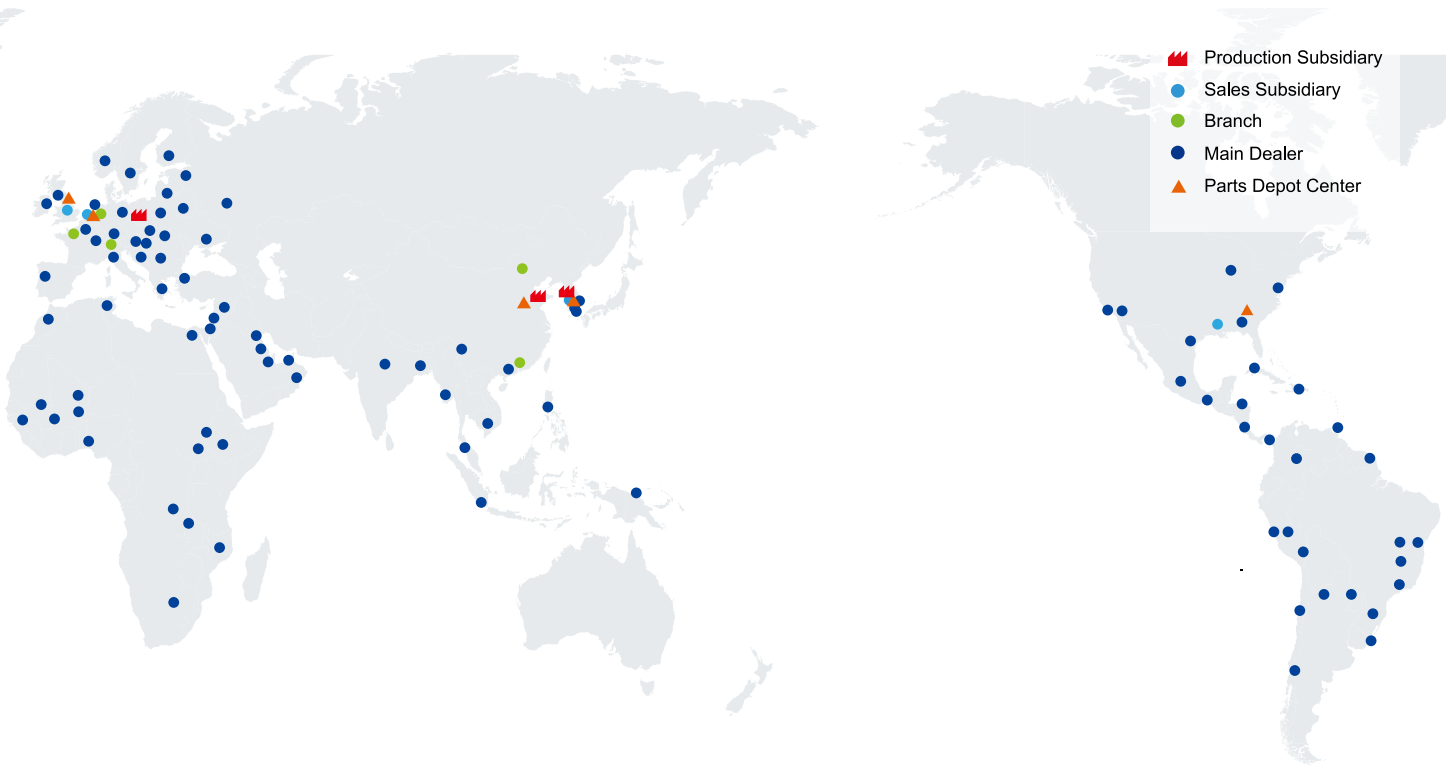 Production Subsidiary
Sales Subsidiary
Branch
Main Dealer
Parts Depot Center